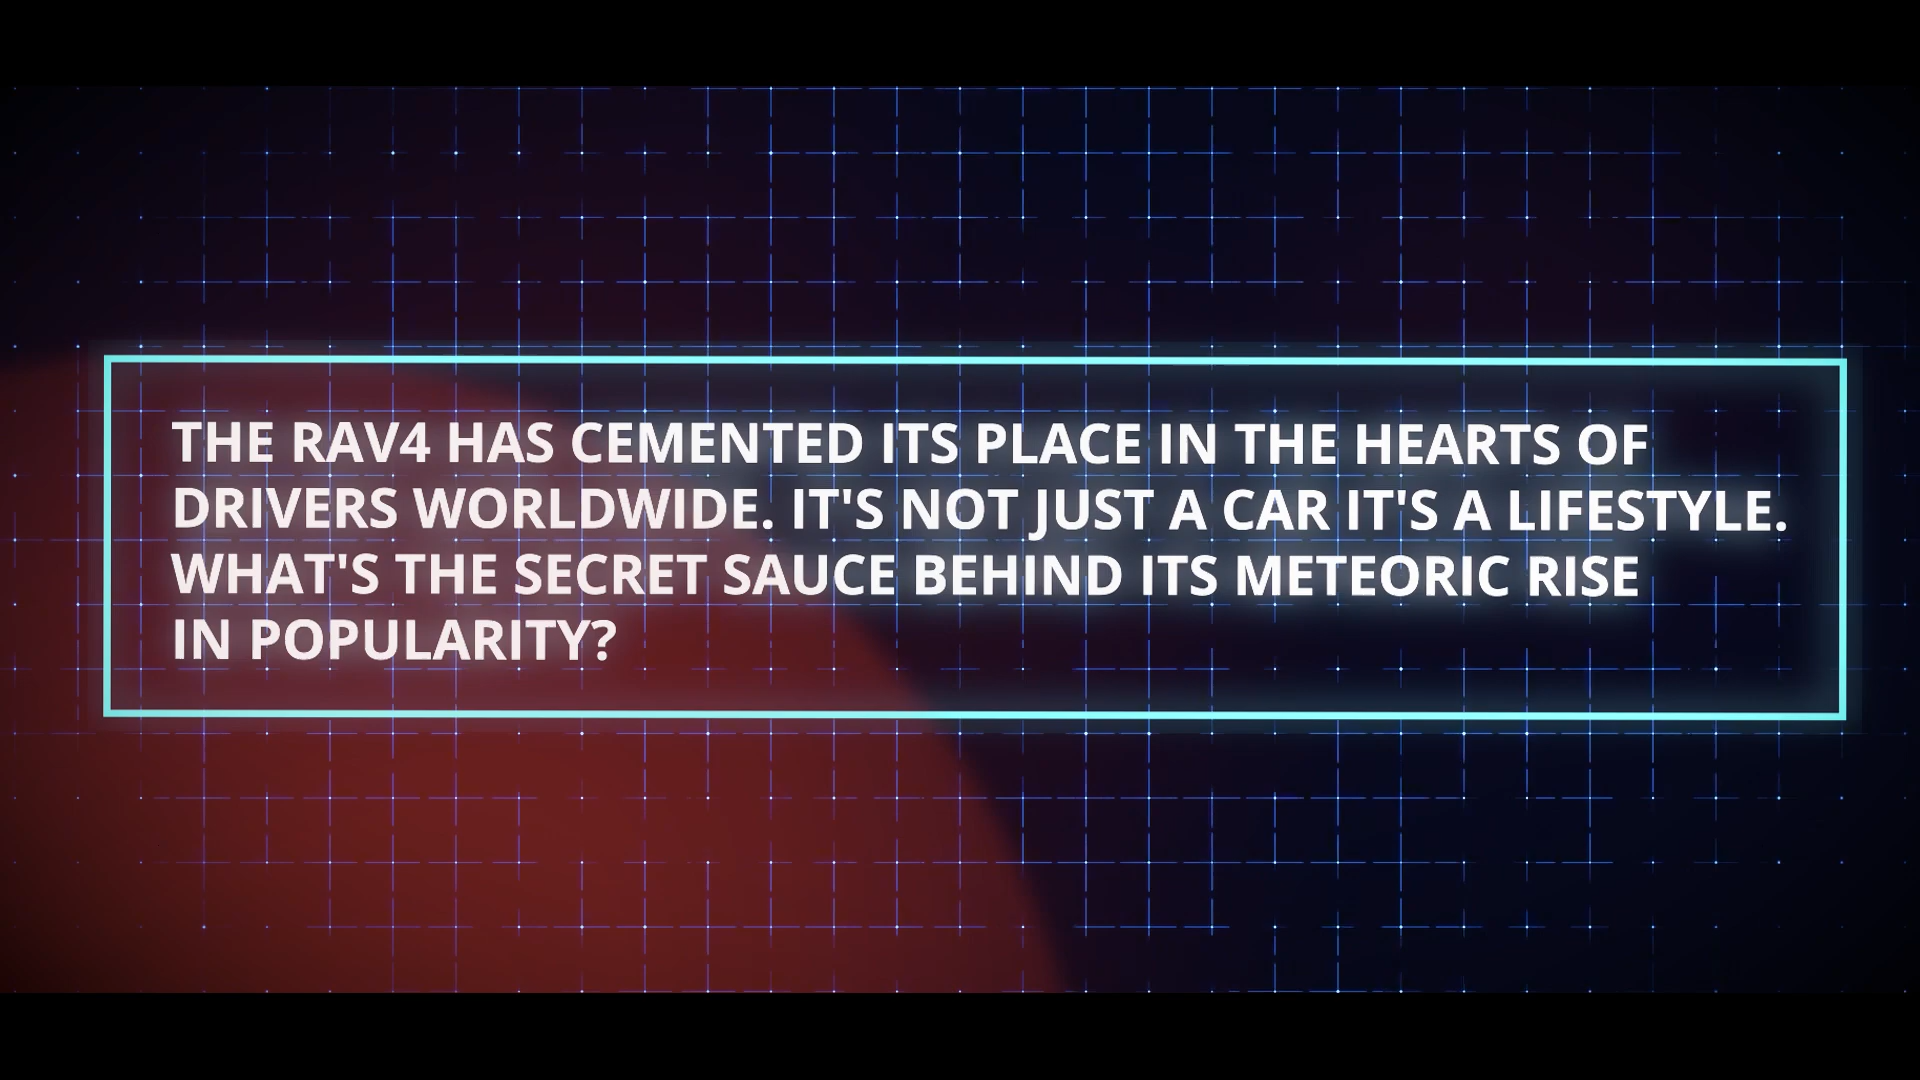 THE RAV4 HAS CEMENTED ITS PLACE IN THE HEARTS OF
DRIVERS WORLDWIDE. IT'S NOT JUST A CAR IT'S A LIFESTYLE.
WHAT'S THE SECRET SAUCE BEHIND ITS METEORIC RISE
IN POPULARITY?